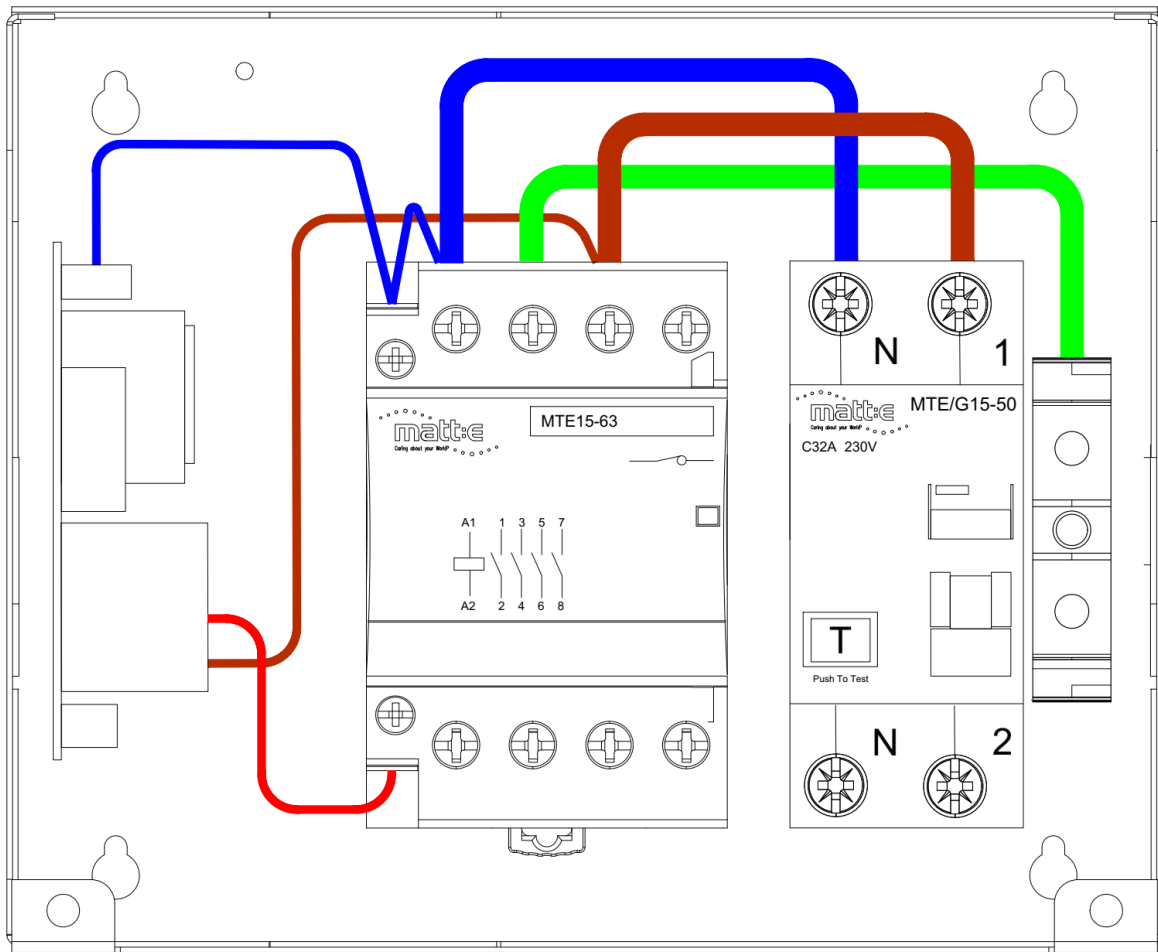 matt:e
Caring about your World?
MTE15-63
A1 1 3 5 7
A2 2 4 6 8
N 1
matt:e
Caring about your World?
MTE/G15-50
C32A 230V
T
Push To Test
N 2